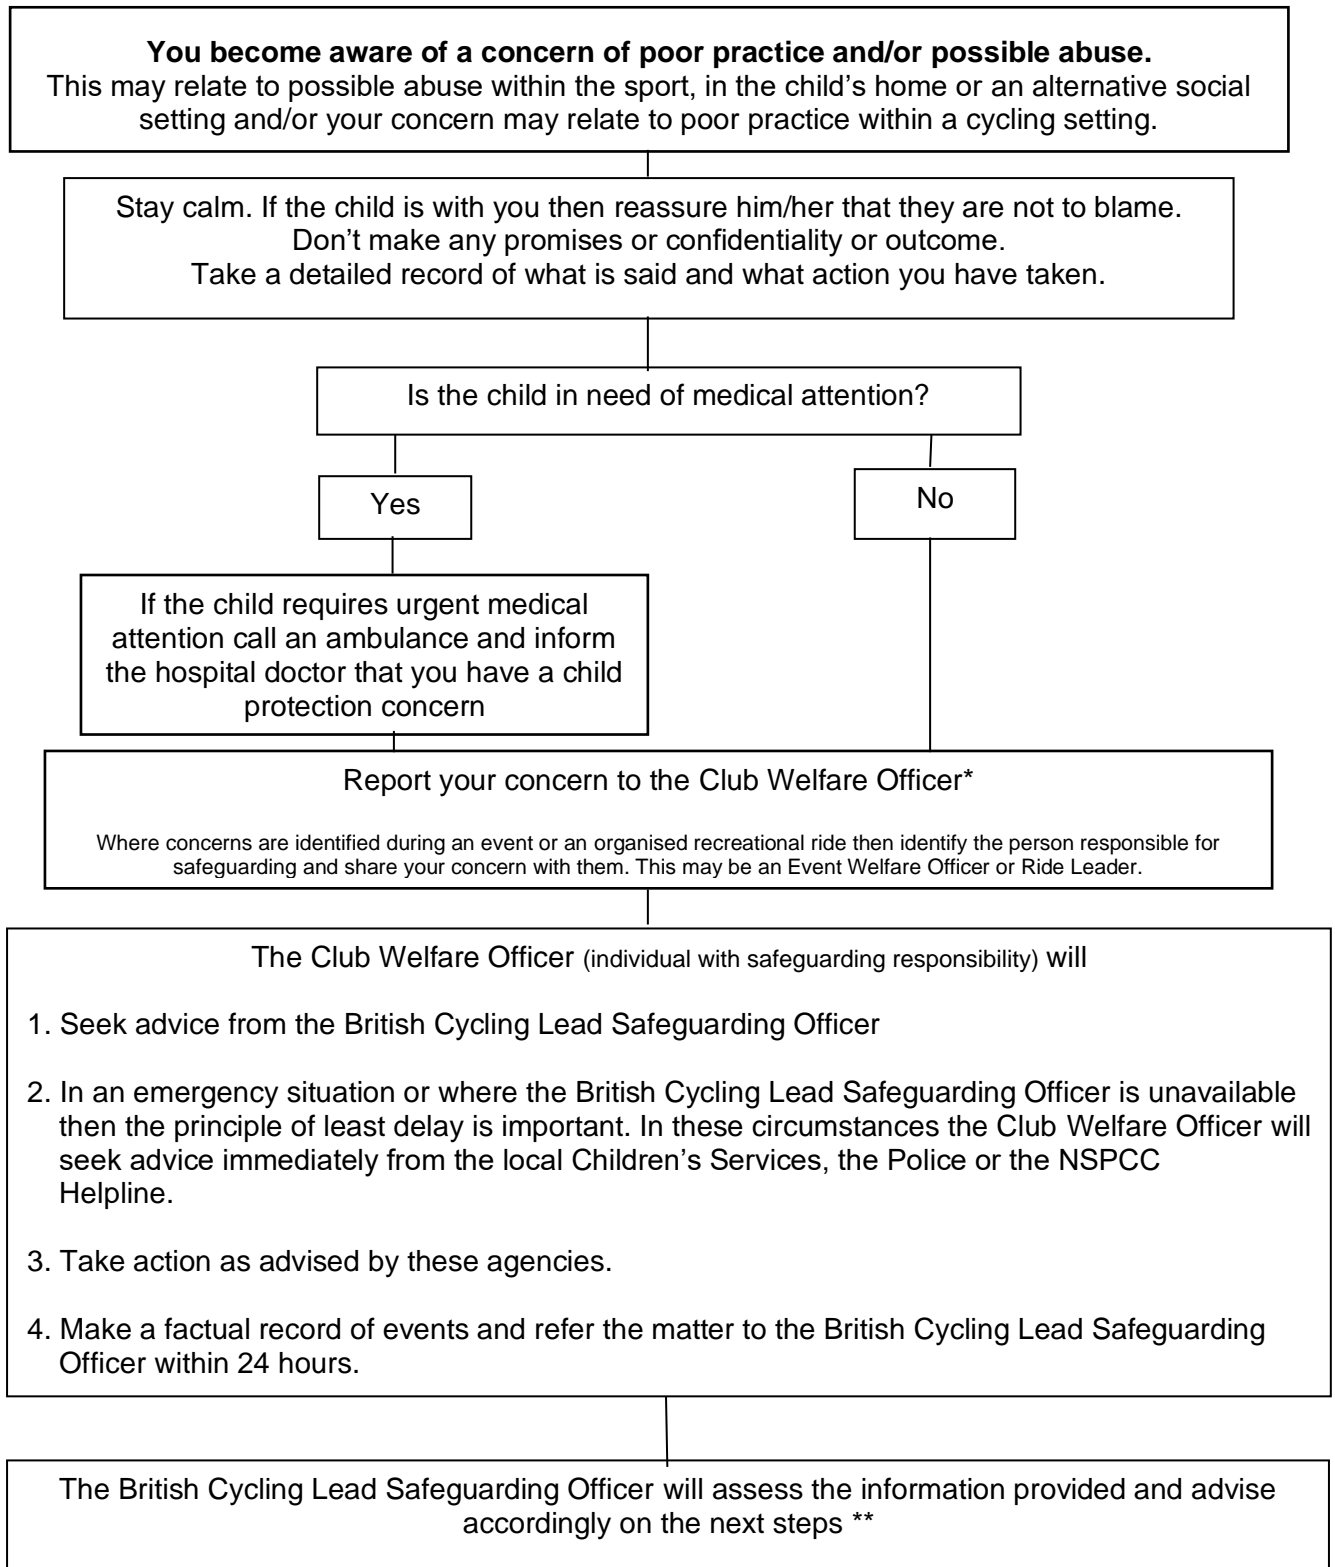 You become aware of a concern of poor practice and/or possible abuse.
This may relate to possible abuse within the sport, in the child’s home or an alternative social
setting and/or your concern may relate to poor practice within a cycling setting.
Stay calm. If the child is with you then reassure him/her that they are not to blame.
Don’t make any promises or confidentiality or outcome.
Take a detailed record of what is said and what action you have taken.
Is the child in need of medical attention?
Yes
No
If the child requires urgent medical
attention call an ambulance and inform
the hospital doctor that you have a child
protection concern
Report your concern to the Club Welfare Officer*
Where concerns are identified during an event or an organised recreational ride then identify the person responsible for
safeguarding and share your concern with them. This may be an Event Welfare Officer or Ride Leader.
The Club Welfare Officer (individual with safeguarding responsibility) will
1. Seek advice from the British Cycling Lead Safeguarding Officer
2. In an emergency situation or where the British Cycling Lead Safeguarding Officer is unavailable
then the principle of least delay is important. In these circumstances the Club Welfare Officer will
seek advice immediately from the local Children’s Services, the Police or the NSPCC
Helpline.
3. Take action as advised by these agencies.
4. Make a factual record of events and refer the matter to the British Cycling Lead Safeguarding
Officer within 24 hours.
The British Cycling Lead Safeguarding Officer will assess the information provided and advise
accordingly on the next steps **